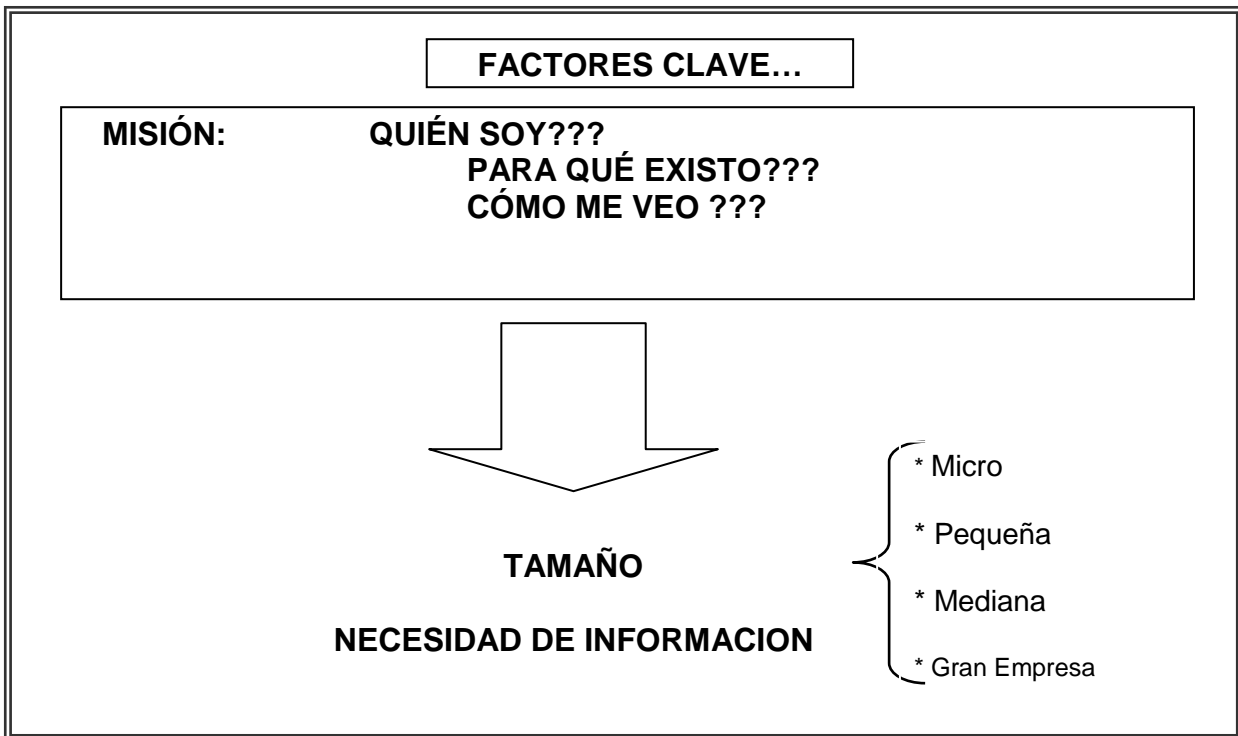 FACTORES CLAVE…
MISIÓN: QUIÉN SOY???
PARA QUÉ EXISTO???
CÓMO ME VEO ???
TAMAÑO
NECESIDAD DE INFORMACION
* Micro
* Pequeña
* Mediana
* Gran Empresa